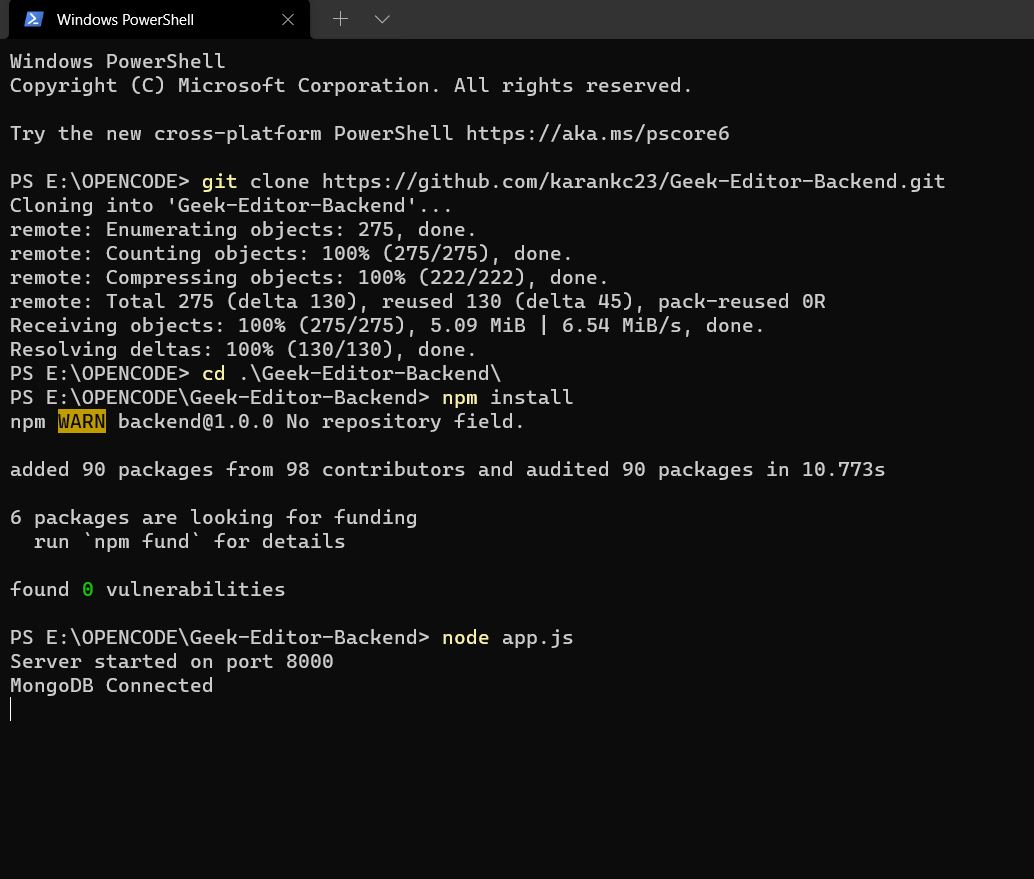 Windows PowerShell
Windows PowerShell
Copyright (C) Microsoft Corporation. All rights reserved.
Try the new cross-platform PowerShell https://aka.ms/pscore6
PS E:\OPENCODE> git clone https://github.com/karankc23/Geek-Editor-Backend.git
Cloning into 'Geek-Editor-Backend'...
remote: Enumerating objects: 275, done.
remote: Counting objects: 100% (275/275), done.
remote: Compressing objects: 100% (222/222), done.
remote: Total 275 (delta 130), reused 130 (delta 45), pack-reused 0R
Receiving objects: 100% (275/275), 5.09 MiB | 6.54 MiB/s, done.
Resolving deltas: 100% (130/130), done.
PS E:\OPENCODE> cd .\Geek-Editor-Backend\
PS E:\OPENCODE\Geek-Editor-Backend> npm install
npm WARN backend@1.0.0 No repository field.
added 90 packages from 98 contributors and audited 90 packages in 10.773s
6 packages are looking for funding
  run `npm fund` for details
found 0 vulnerabilities
PS E:\OPENCODE\Geek-Editor-Backend> node app.js
Server started on port 8000
MongoDB Connected